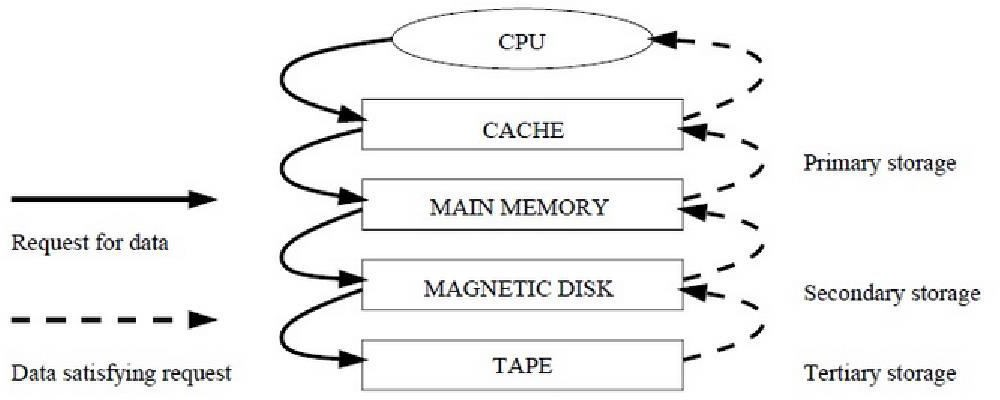 CPU
CACHE
Primary storage
MAIN MEMORY
Request for data
MAGNETIC DISK
Secondary storage
Data satisfying request
TAPE
Tertiary storage